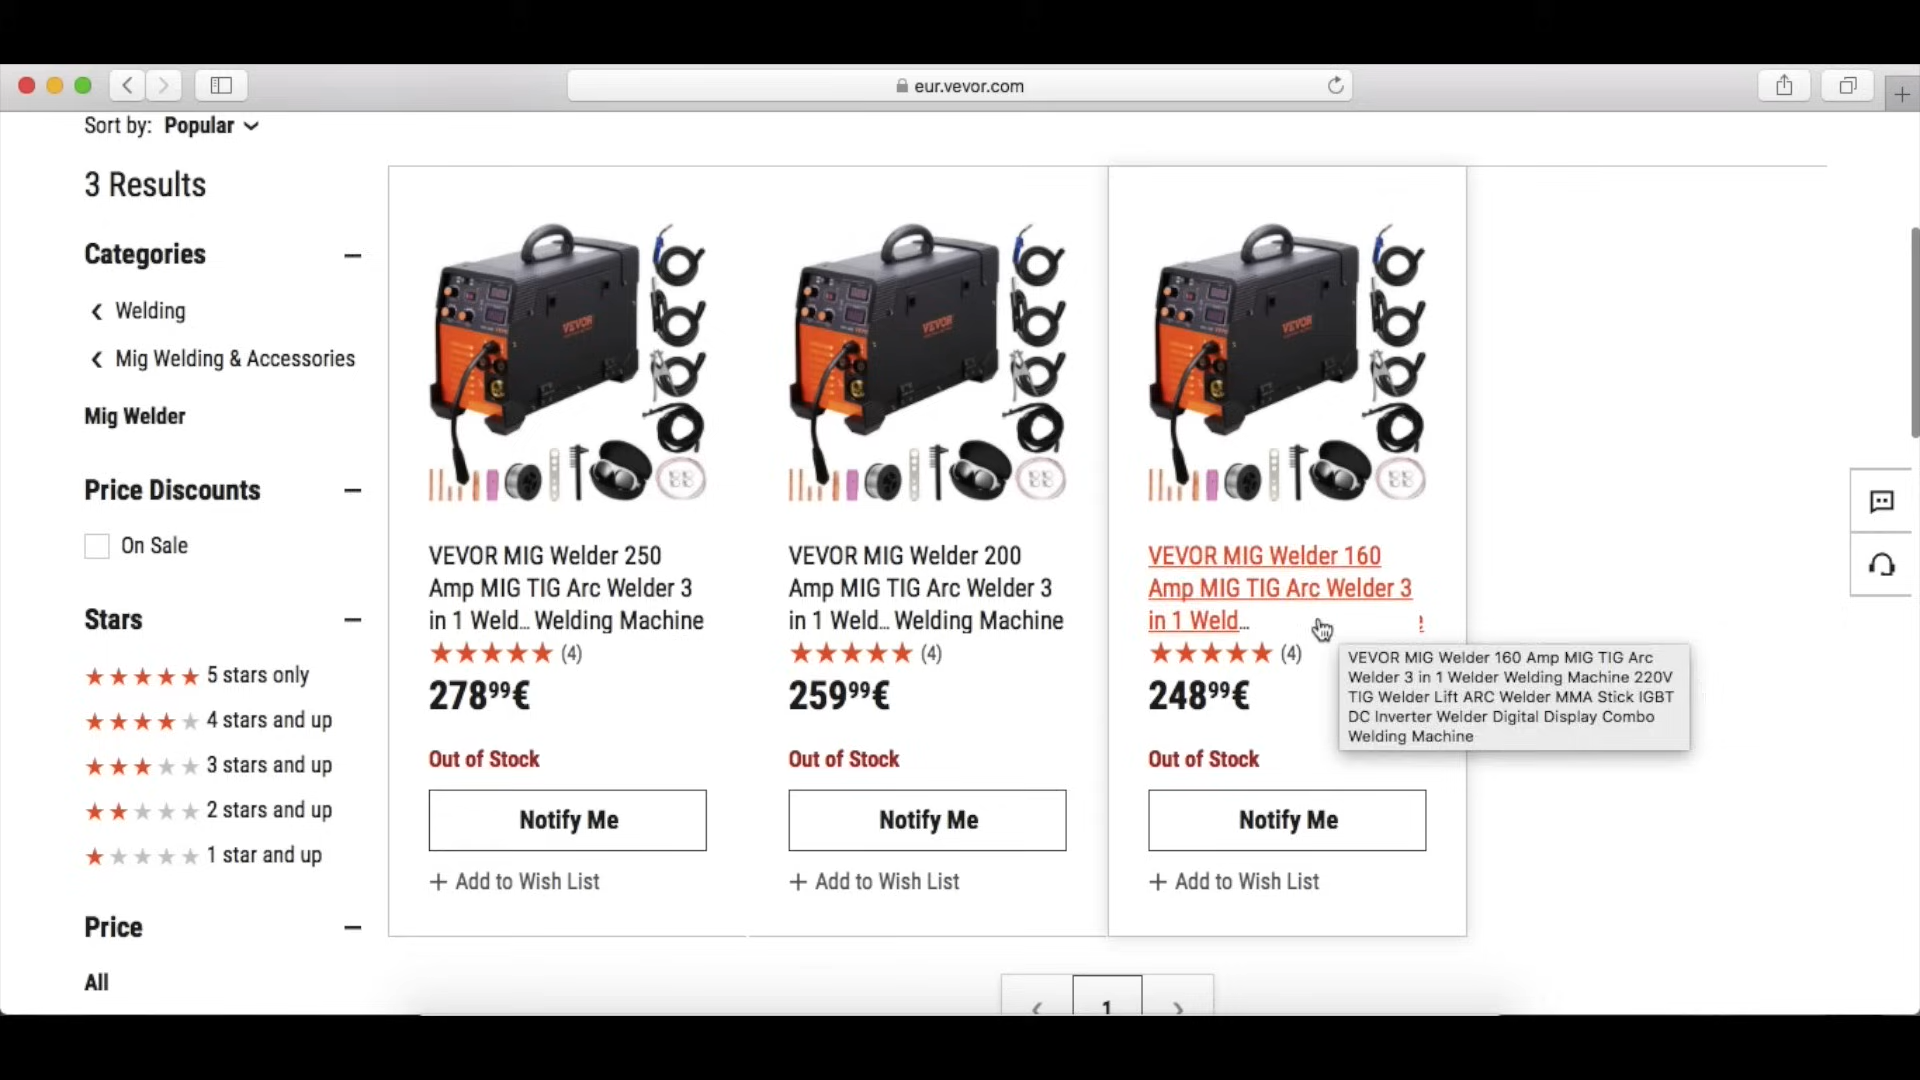 eur.vevor.com
Sort by: Popular
3 Results
Categories
Welding
Mig Welding & Accessories
Mig Welder
Price Discounts
On Sale
Stars
5 stars only
4 stars and up
3 stars and up
2 stars and up
1 star and up
Price
All
VEVOR
VEVOR MIG Welder 250
Amp MIG TIG Arc Welder 3
in 1 Weld... Welding Machine
(4)
27899€
Out of Stock
Notify Me
+ Add to Wish List
VEVOR
VEVOR MIG Welder 200
Amp MIG TIG Arc Welder 3
in 1 Weld... Welding Machine
(4)
25999€
Out of Stock
Notify Me
+ Add to Wish List
VEVOR
VEVOR MIG Welder 160
Amp MIG TIG Arc Welder 3
in 1 Weld...
(4)
24899€
Out of Stock
Notify Me
+ Add to Wish List
VEVOR MIG Welder 160 Amp MIG TIG Arc
Welder 3 in 1 Welder Welding Machine 220V
TIG Welder Lift ARC Welder MMA Stick IGBT
DC Inverter Welder Digital Display Combo
Welding Machine
1